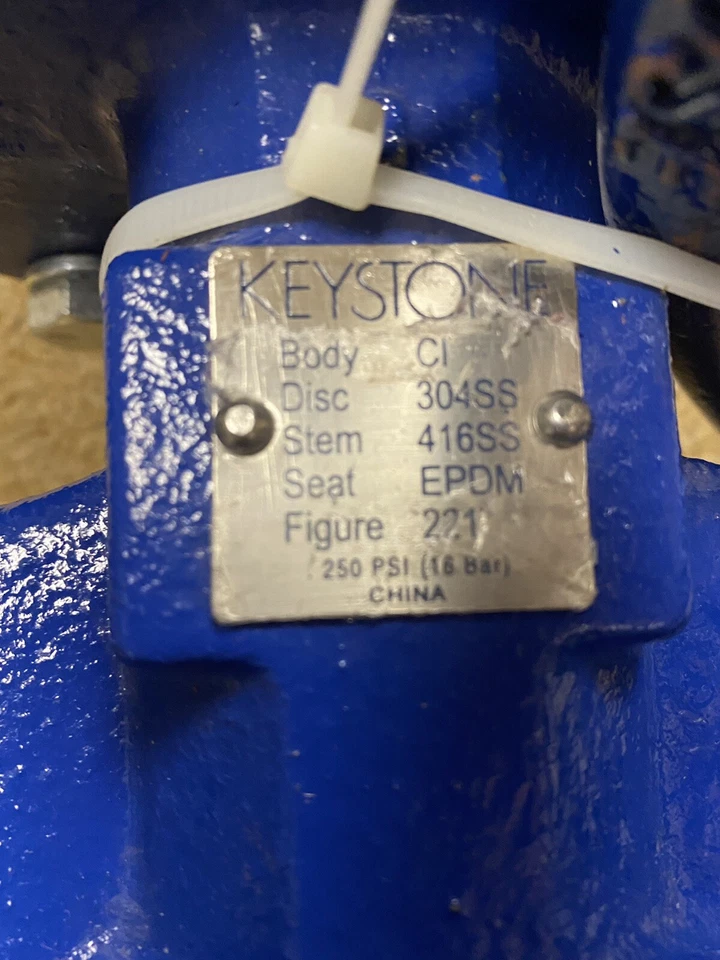 KEYSTONE
Body CI
Disc 304SS
Stem 416SS
Seat EPDM
Figure 221
250 PSI (16 Bar)
CHINA